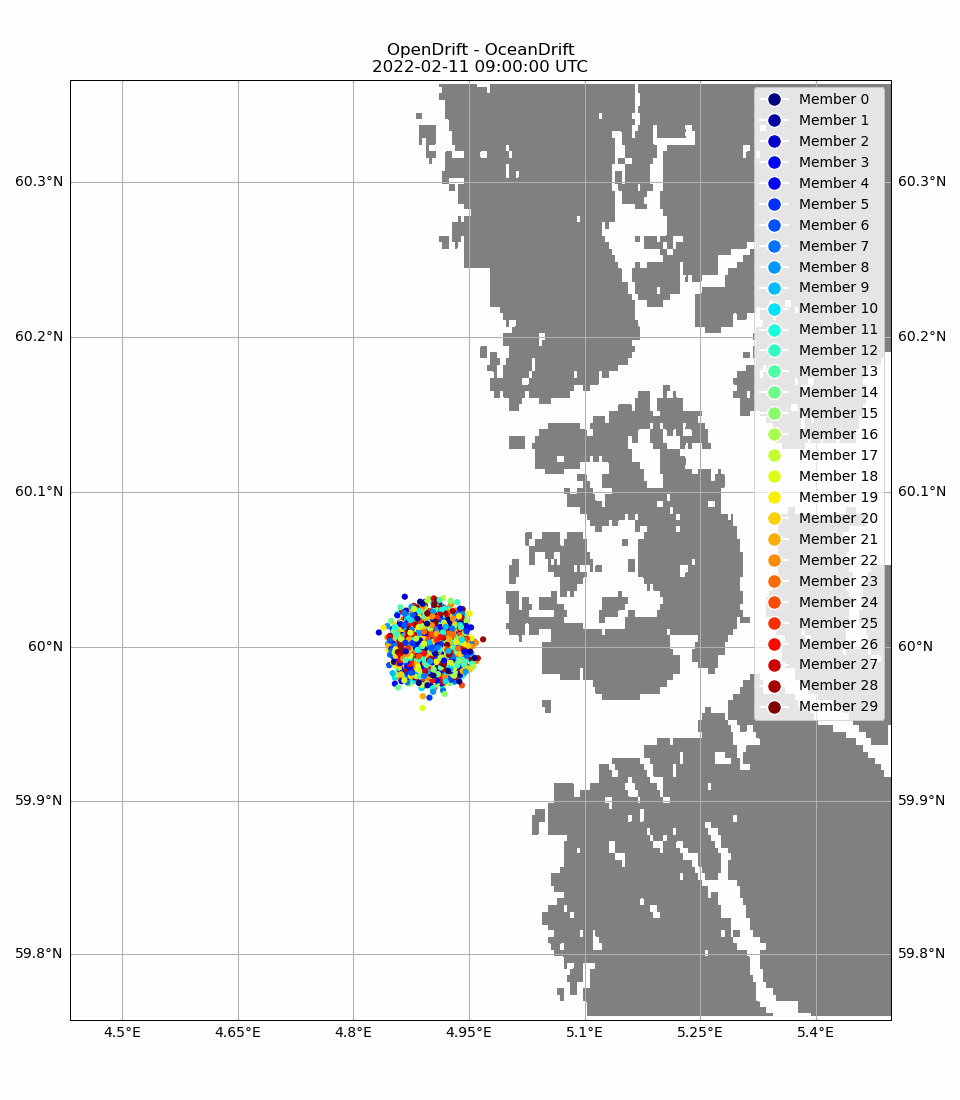 OpenDrift - OceanDrift
2022-02-11 09:00:00 UTC
Member 0
Member 1
Member 2
Member 3
Member 4
Member 5
Member 6
Member 7
Member 8
Member 9
Member 10
Member 11
Member 12
Member 13
Member 14
Member 15
Member 16
Member 17
Member 18
Member 19
Member 20
Member 21
Member 22
Member 23
Member 24
Member 25
Member 26
Member 27
Member 28
Member 29
60.3°N
60.2°N
60.1°N
60°N
59.9°N
59.8°N
60.3°N
60.2°N
60.1°N
60°N
59.9°N
59.8°N
4.5°E
4.65°E
4.8°E
4.95°E
5.1°E
5.25°E
5.4°E